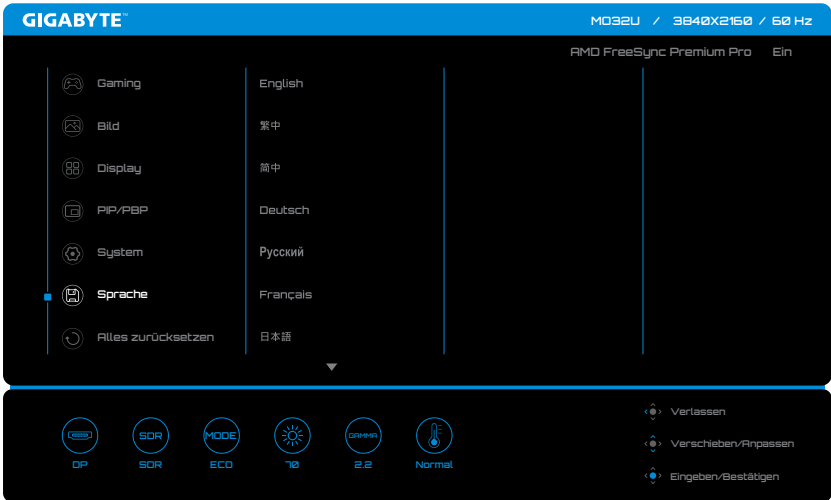 GIGABYTE™
MO32U / 3840X2160 / 60 Hz
AMD FreeSync Premium Pro Ein
Gaming
English
Bild
繁中
Display
简中
PIP/PBP
Deutsch
System
Русский
Sprache
Français
Alles zurücksetzen
日本語
SDR
MODE
GAMMA
DP
SDR
ECO
70
2.2
Normal
Verlassen
Verschieben/Anpassen
Eingeben/Bestätigen